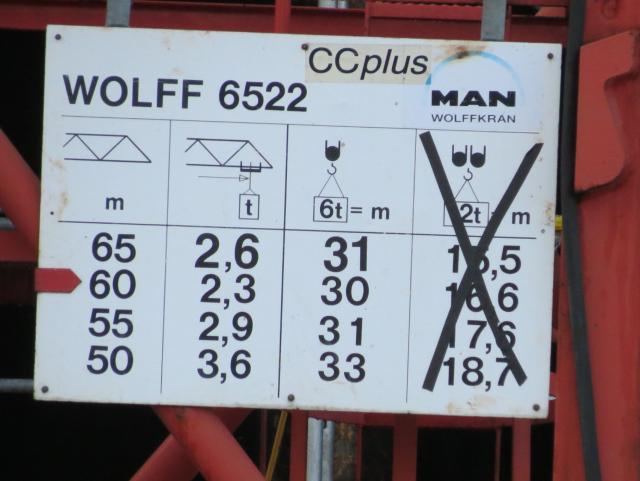 CCplus
WOLFF 6522
MAN
WOLFFKRAN
m t 6t = m 2t m
65 2,6 31 15,5
60 2,3 30 16,6
55 2,9 31 17,6
50 3,6 33 18,7